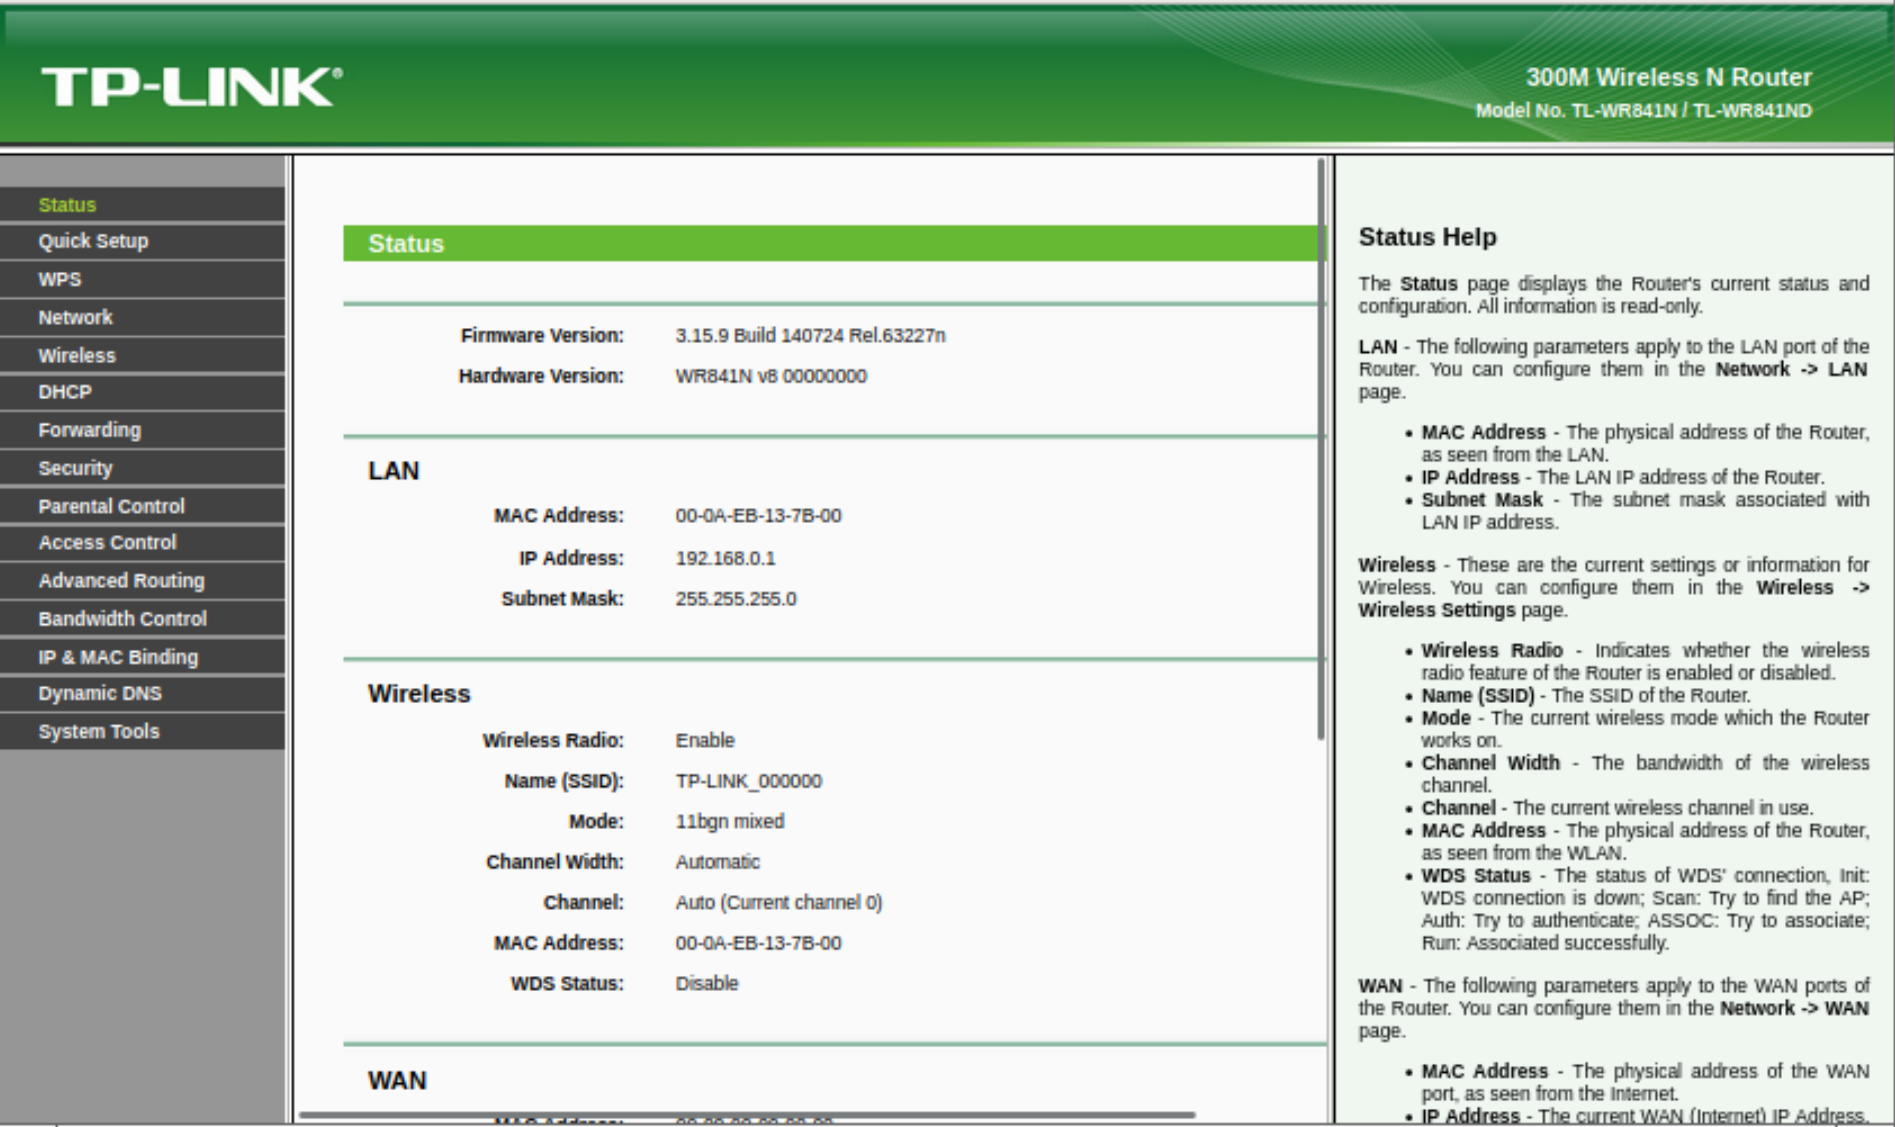 TP-LINK®
300M Wireless N Router
Model No. TL-WR841N / TL-WR841ND
Status
Quick Setup
WPS
Network
Wireless
DHCP
Forwarding
Security
Parental Control
Access Control
Advanced Routing
Bandwidth Control
IP & MAC Binding
Dynamic DNS
System Tools
Status
Firmware Version: 3.15.9 Build 140724 Rel.63227n
Hardware Version: WR841N v8 00000000
LAN
MAC Address: 00-0A-EB-13-7B-00
IP Address: 192.168.0.1
Subnet Mask: 255.255.255.0
Wireless
Wireless Radio: Enable
Name (SSID): TP-LINK_000000
Mode: 11bgn mixed
Channel Width: Automatic
Channel: Auto (Current channel 0)
MAC Address: 00-0A-EB-13-7B-00
WDS Status: Disable
WAN
MAC Address:
Status Help
The Status page displays the Router's current status and
configuration. All information is read-only.
LAN - The following parameters apply to the LAN port of the
Router. You can configure them in the Network -> LAN
page.
• MAC Address - The physical address of the Router,
as seen from the LAN.
• IP Address - The LAN IP address of the Router.
• Subnet Mask - The subnet mask associated with
LAN IP address.
Wireless - These are the current settings or information for
Wireless. You can configure them in the Wireless ->
Wireless Settings page.
• Wireless Radio - Indicates whether the wireless
radio feature of the Router is enabled or disabled.
• Name (SSID) - The SSID of the Router.
• Mode - The current wireless mode which the Router
works on.
• Channel Width - The bandwidth of the wireless
channel.
• Channel - The current wireless channel in use.
• MAC Address - The physical address of the Router,
as seen from the WLAN.
• WDS Status - The status of WDS' connection, Init:
WDS connection is down; Scan: Try to find the AP;
Auth: Try to authenticate; ASSOC: Try to associate;
Run: Associated successfully.
WAN - The following parameters apply to the WAN ports of
the Router. You can configure them in the Network -> WAN
page.
• MAC Address - The physical address of the WAN
port, as seen from the Internet.
• IP Address - The current WAN (Internet) IP Address.